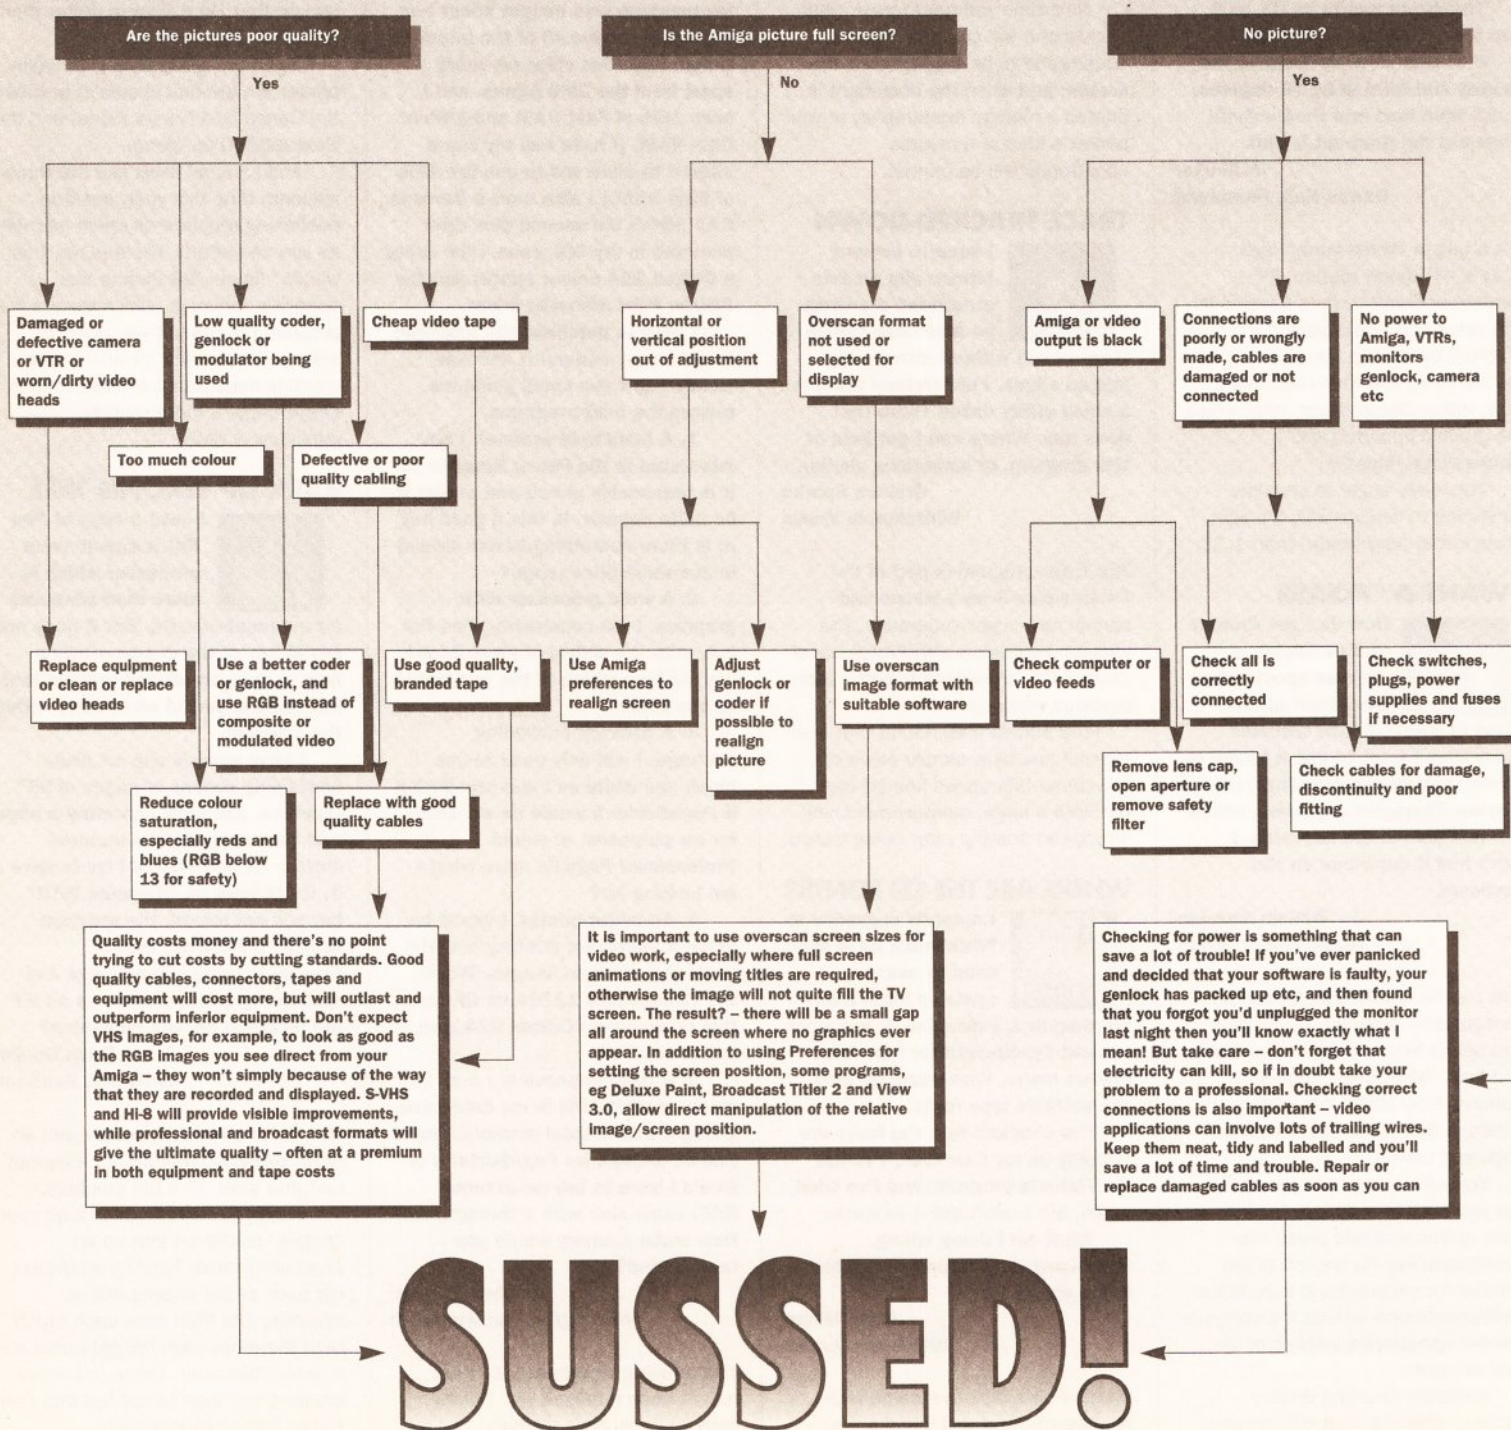 Are the pictures poor quality?
Is the Amiga picture full screen?
No picture?
Yes
No
Yes
Damaged or
defective camera
or VTR or
worn/dirty video
heads
Low quality coder,
genlock or
modulator being
used
Cheap video tape
Horizontal or
vertical position
out of adjustment
Overscan format
not used or
selected for
display
Amiga or video
output is black
Connections are
poorly or wrongly
made, cables are
damaged or not
connected
No power to
Amiga, VTRs,
monitors
genlock, camera
etc
Too much colour
Defective or poor
quality cabling
Replace equipment
or clean or replace
video heads
Use a better coder
or genlock, and
use RGB instead of
composite or
modulated video
Use good quality,
branded tape
Use Amiga
preferences to
realign screen
Adjust
genlock or
coder if
possible to
realign
picture
Use overscan
image format with
suitable software
Check computer or
video feeds
Check all is
correctly
connected
Check switches,
plugs, power
supplies and fuses
if necessary
Reduce colour
saturation,
especially reds and
blues (RGB below
13 for safety)
Replace with good
quality cables
Remove lens cap,
open aperture or
remove safety
filter
Check cables for damage,
discontinuity and poor
fitting
Quality costs money and there's no point
trying to cut costs by cutting standards. Good
quality cables, connectors, tapes and
equipment will cost more, but will outlast and
outperform inferior equipment. Don't expect
VHS images, for example, to look as good as
the RGB images you see direct from your
Amiga – they won't simply because of the way
that they are recorded and displayed. S-VHS
and Hi-8 will provide visible improvements,
while professional and broadcast formats will
give the ultimate quality – often at a premium
in both equipment and tape costs
It is important to use overscan screen sizes for
video work, especially where full screen
animations or moving titles are required,
otherwise the image will not quite fill the TV
screen. The result? – there will be a small gap
all around the screen where no graphics ever
appear. In addition to using Preferences for
setting the screen position, some programs,
eg Deluxe Paint, Broadcast Titler 2 and View
3.0, allow direct manipulation of the relative
image/screen position.
Checking for power is something that can
save a lot of trouble! If you've ever panicked
and decided that your software is faulty, your
genlock has packed up etc, and then found
that you forgot you'd unplugged the monitor
last night then you'll know exactly what I
mean! But take care – don't forget that
electricity can kill, so if in doubt take your
problem to a professional. Checking correct
connections is also important – video
applications can involve lots of trailing wires.
Keep them neat, tidy and labelled and you'll
save a lot of time and trouble. Repair or
replace damaged cables as soon as you can
SUSSED!